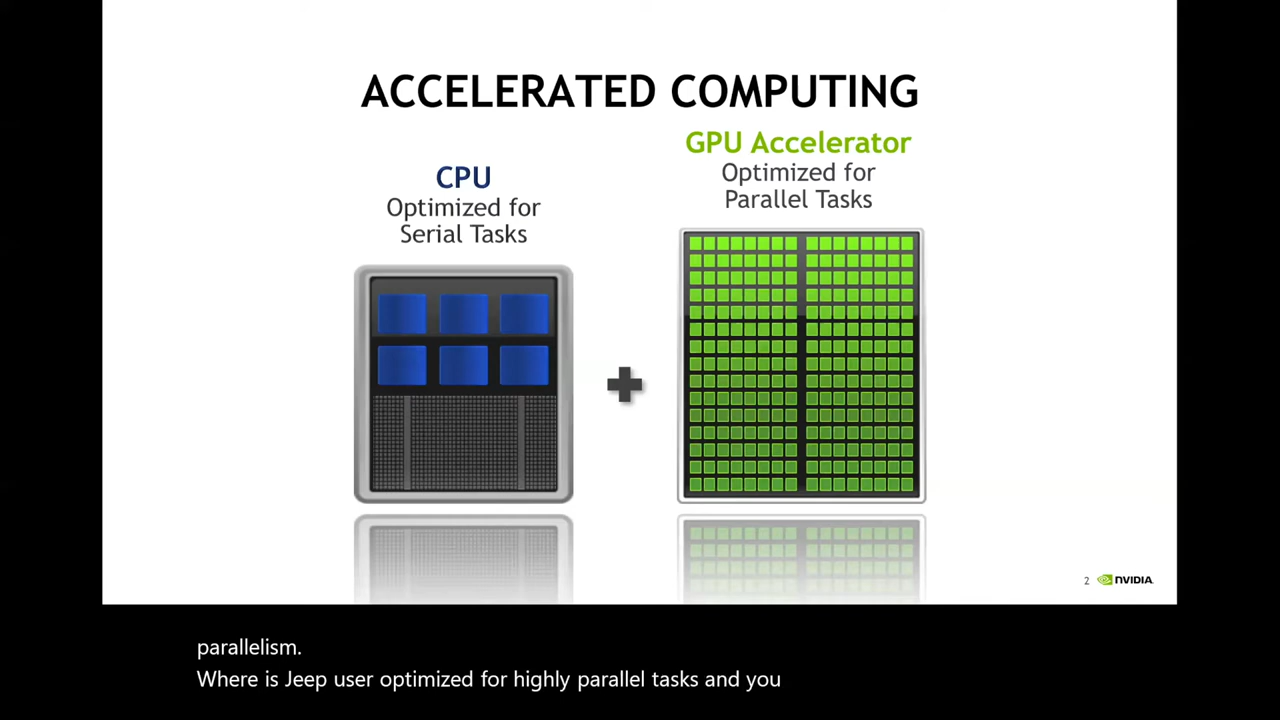 ACCELERATED COMPUTING
CPU
Optimized for
Serial Tasks
GPU Accelerator
Optimized for
Parallel Tasks
2 NVIDIA.
parallelism.
Where is Jeep user optimized for highly parallel tasks and you